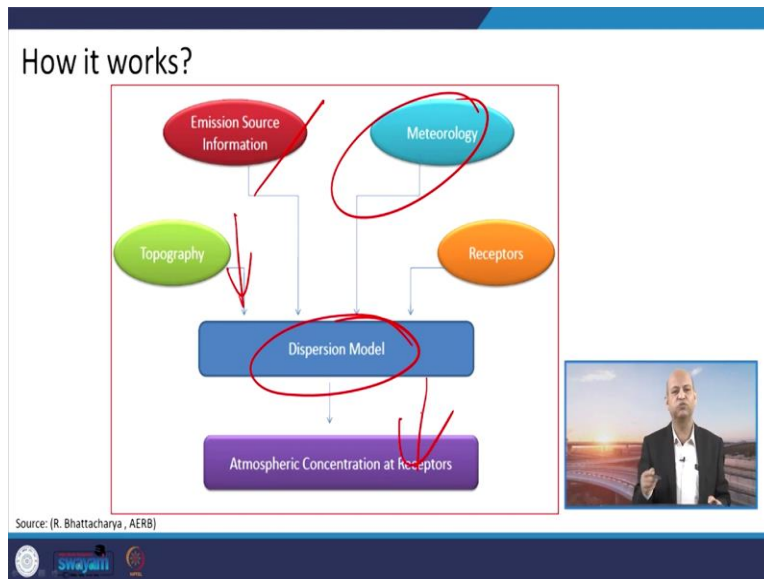 How it works?
Emission Source
Information
Meteorology
Topography
Receptors
Dispersion Model
Atmospheric Concentration at Receptors
Source: (R. Bhattacharya , AERB)
swayam